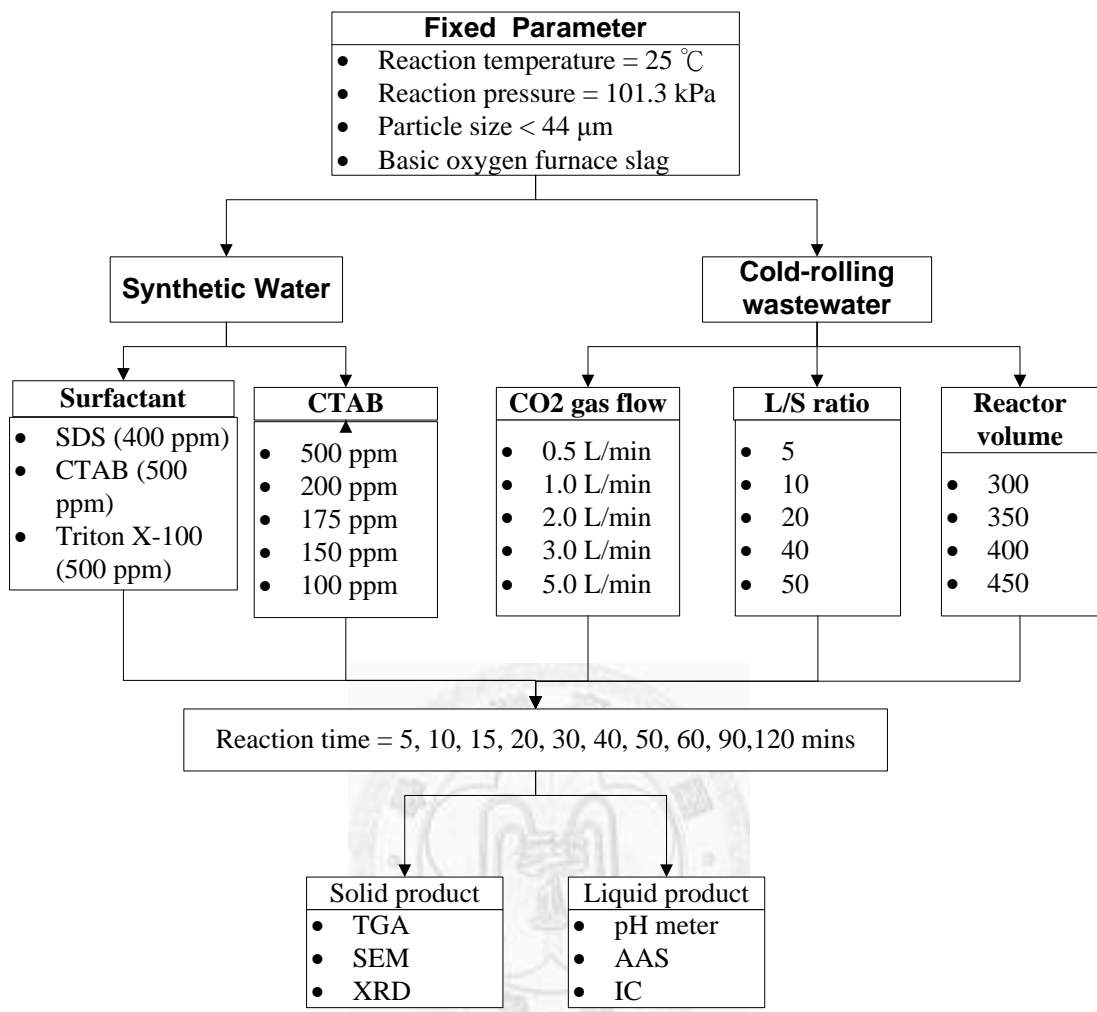 Fixed Parameter
• Reaction temperature = 25 ℃
• Reaction pressure = 101.3 kPa
• Particle size < 44 μm
• Basic oxygen furnace slag
Synthetic Water
Cold-rolling
wastewater
Surfactant
• SDS (400 ppm)
• CTAB (500
ppm)
• Triton X-100
(500 ppm)
CTAB
• 500 ppm
• 200 ppm
• 175 ppm
• 150 ppm
• 100 ppm
CO2 gas flow
• 0.5 L/min
• 1.0 L/min
• 2.0 L/min
• 3.0 L/min
• 5.0 L/min
L/S ratio
• 5
• 10
• 20
• 40
• 50
Reactor
volume
• 300
• 350
• 400
• 450
Reaction time = 5, 10, 15, 20, 30, 40, 50, 60, 90,120 mins
Solid product
• TGA
• SEM
• XRD
Liquid product
• pH meter
• AAS
• IC